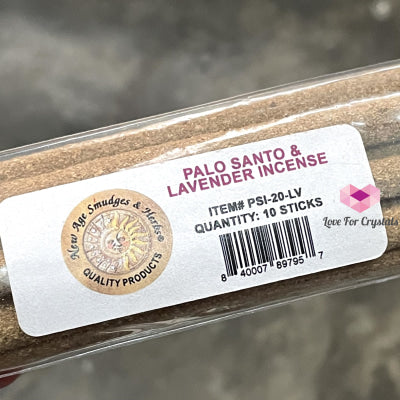 New Age Smudges & Herbs®
QUALITY PRODUCTS
PALO SANTO &
LAVENDER INCENSE
ITEM# PSI-20-LV
QUANTITY: 10 STICKS
8 40007 89795 7
Love For Crystals